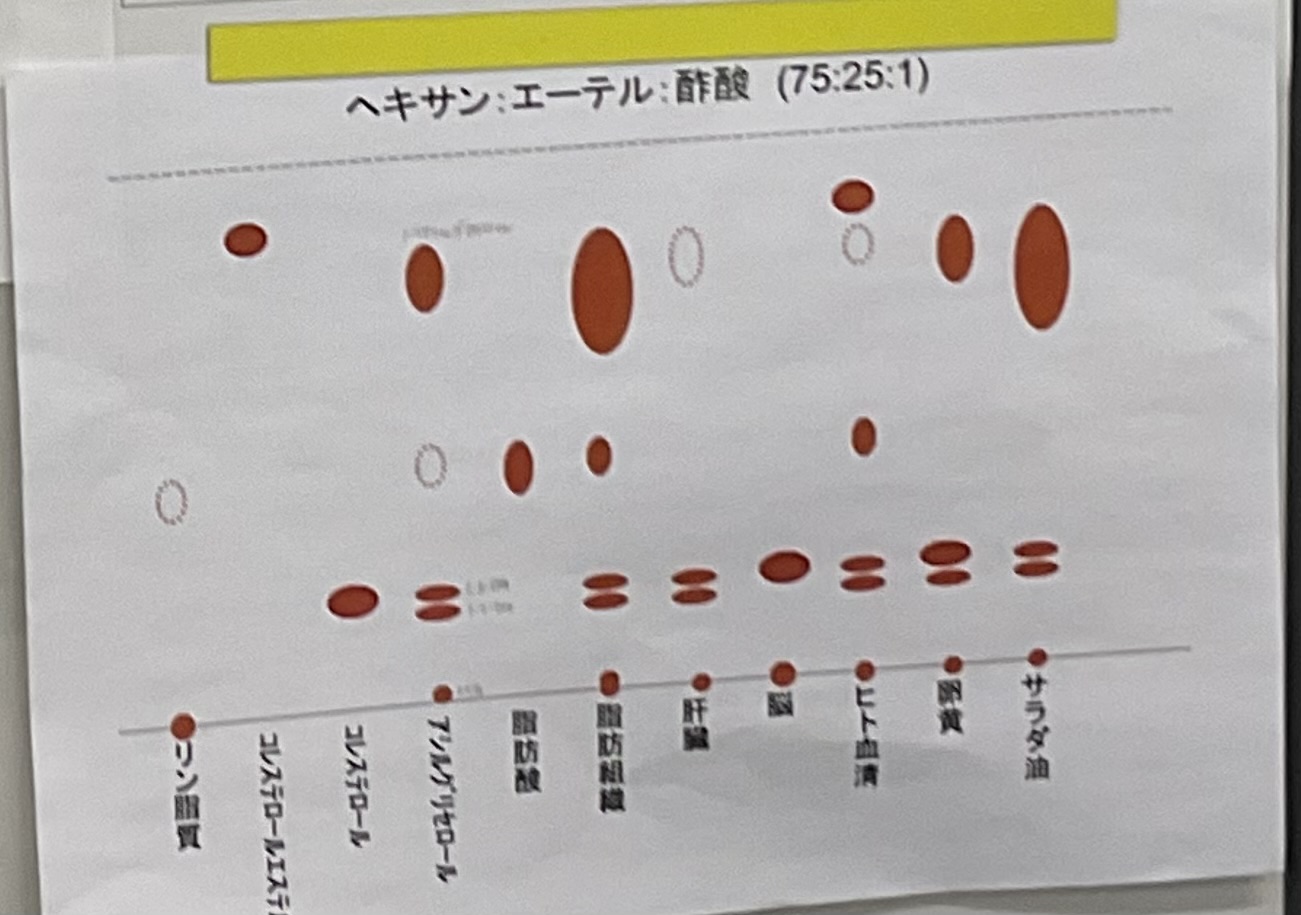 ヘキサン:エーテル:酢酸 (75:25:1)
リン脂質
コレステロールエステ
コレステロール
アシルグリセロール
脂肪酸
脂肪組織
肝臓
脳
ヒト血清
卵黄
サラダ油